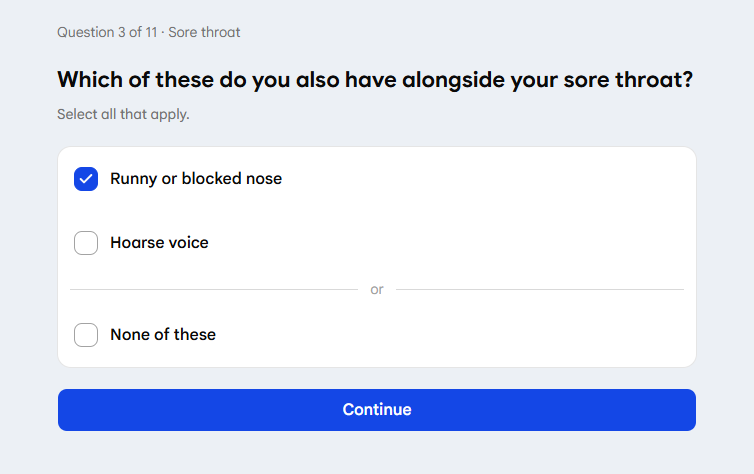 Question 3 of 11 · Sore throat
Which of these do you also have alongside your sore throat?
Select all that apply.
Runny or blocked nose
Hoarse voice
or
None of these
Continue